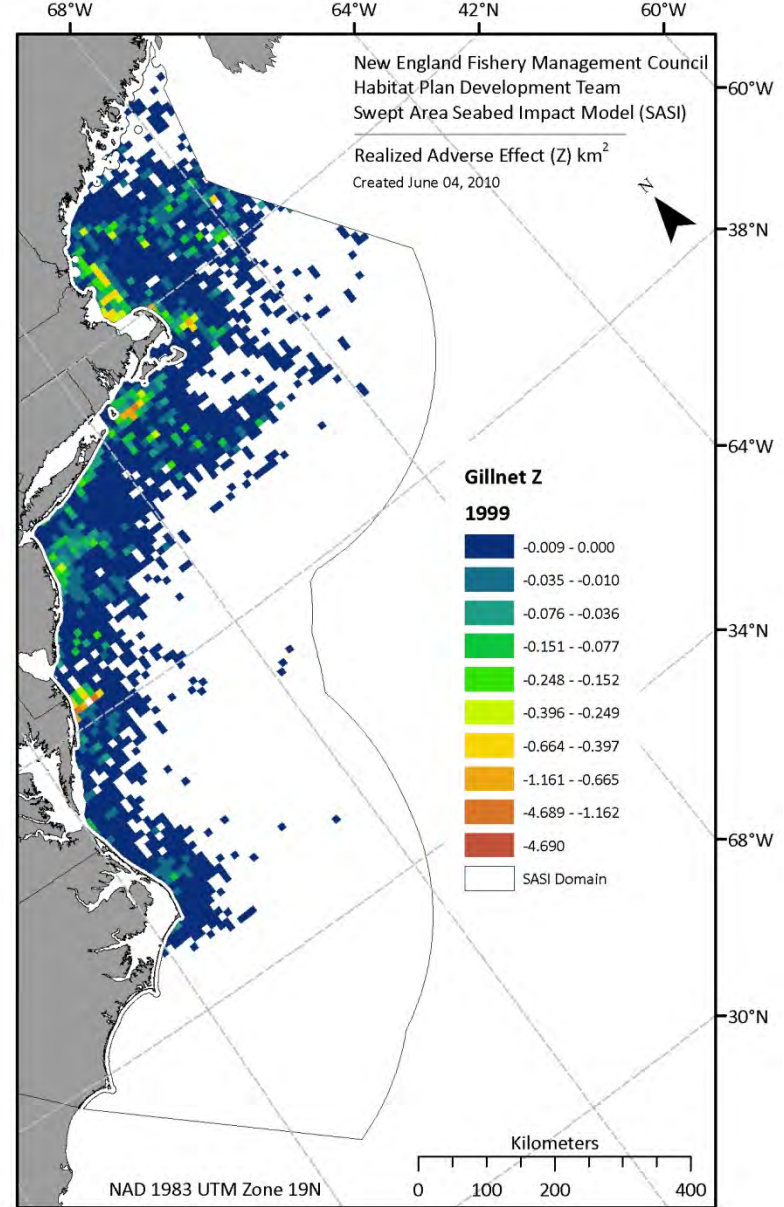 68°W
64°W
42°N
60°W
New England Fishery Management Council
Habitat Plan Development Team
Swept Area Seabed Impact Model (SASI)
Realized Adverse Effect (Z) km²
Created June 04, 2010
N
60°W
38°N
64°W
34°N
68°W
30°N
Gillnet Z
1999
-0.009 - 0.000
-0.035 - -0.010
-0.076 - -0.036
-0.151 - -0.077
-0.248 - -0.152
-0.396 - -0.249
-0.664 - -0.397
-1.161 - -0.665
-4.689 - -1.162
-4.690
SASI Domain
Kilometers
0 100 200 400
NAD 1983 UTM Zone 19N